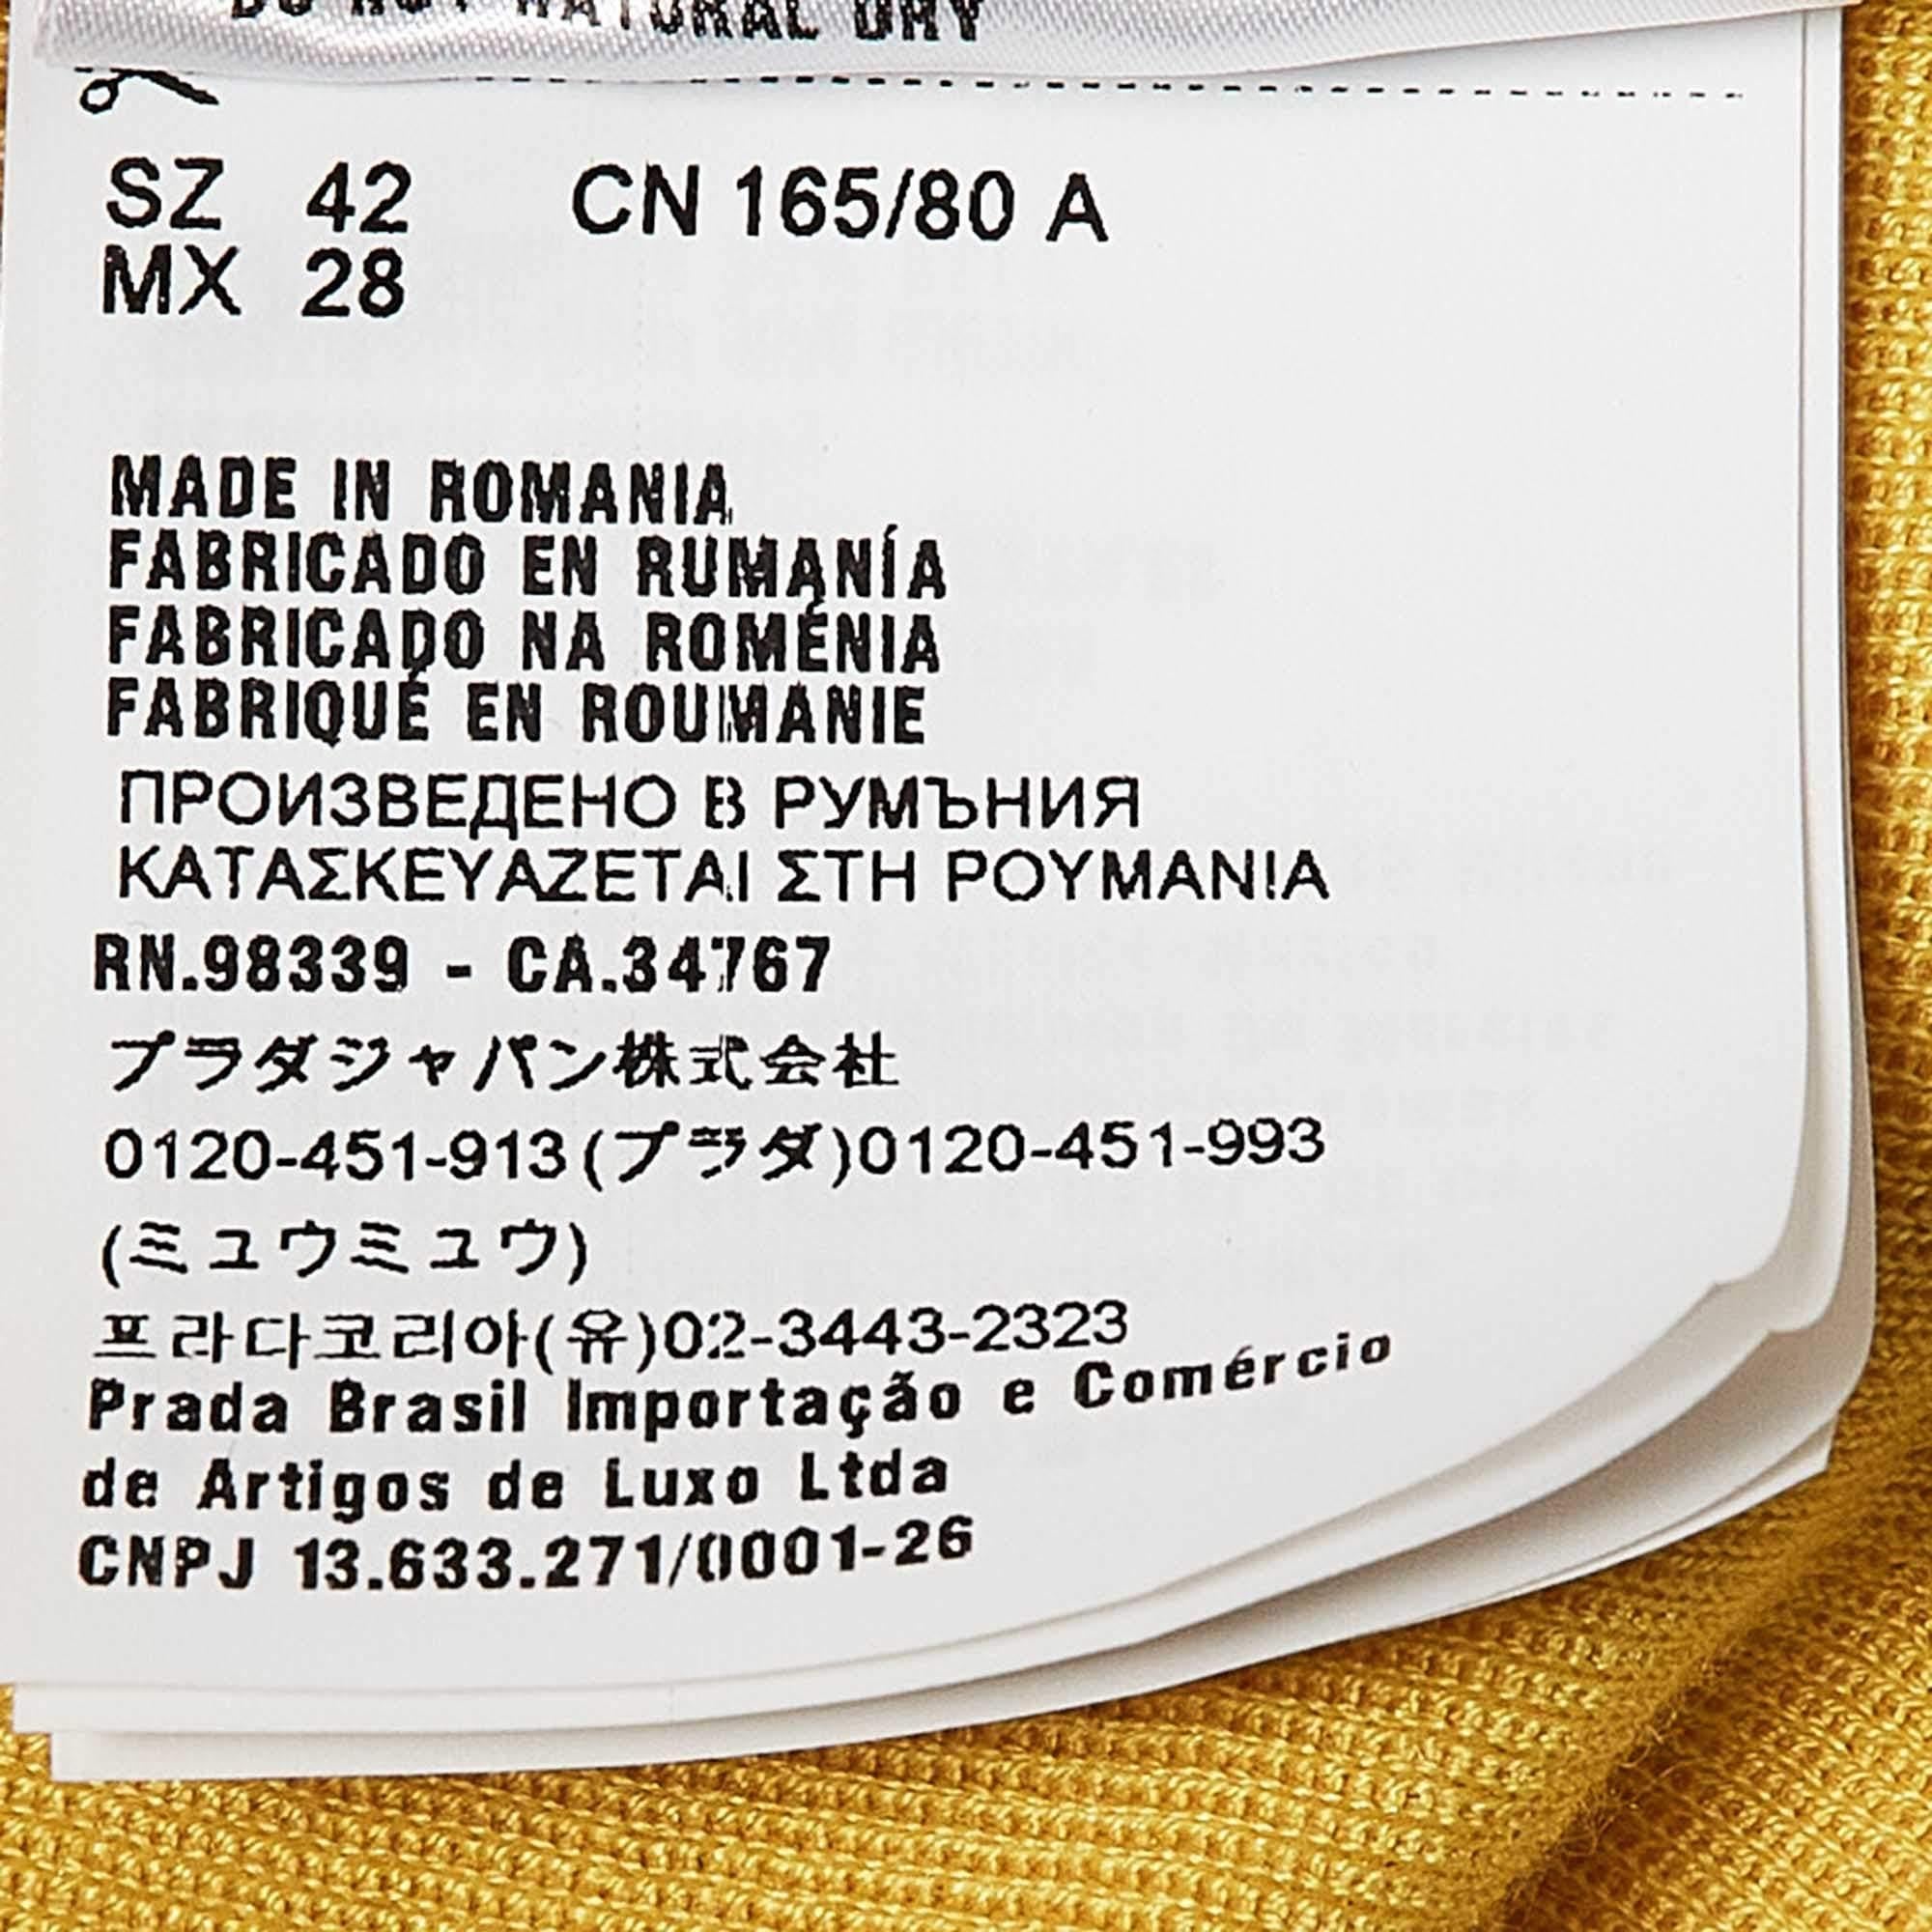 DO NOT NATURAL DRY
SZ 42 CN 165/80 A
MX 28
MADE IN ROMANIA
FABRICADO EN RUMANÍA
FABRICADO NA ROMÉNIA
FABRIQUÉ EN ROUMANIE
ПРОИЗВЕДЕНО В РУМЪНИЯ
ΚΑΤΑΣΚΕΥΑΖΕΤΑΙ ΣΤΗ ΡΟΥΜΑΝΙΑ
RN.98339 - CA.34767
プラダジャパン株式会社
0120-451-913(プラダ)0120-451-993
(ミュウミュウ)
프라다코리아(유)02-3443-2323
Prada Brasil Importação e Comércio
de Artigos de Luxo Ltda
CNPJ 13.633.271/0001-26